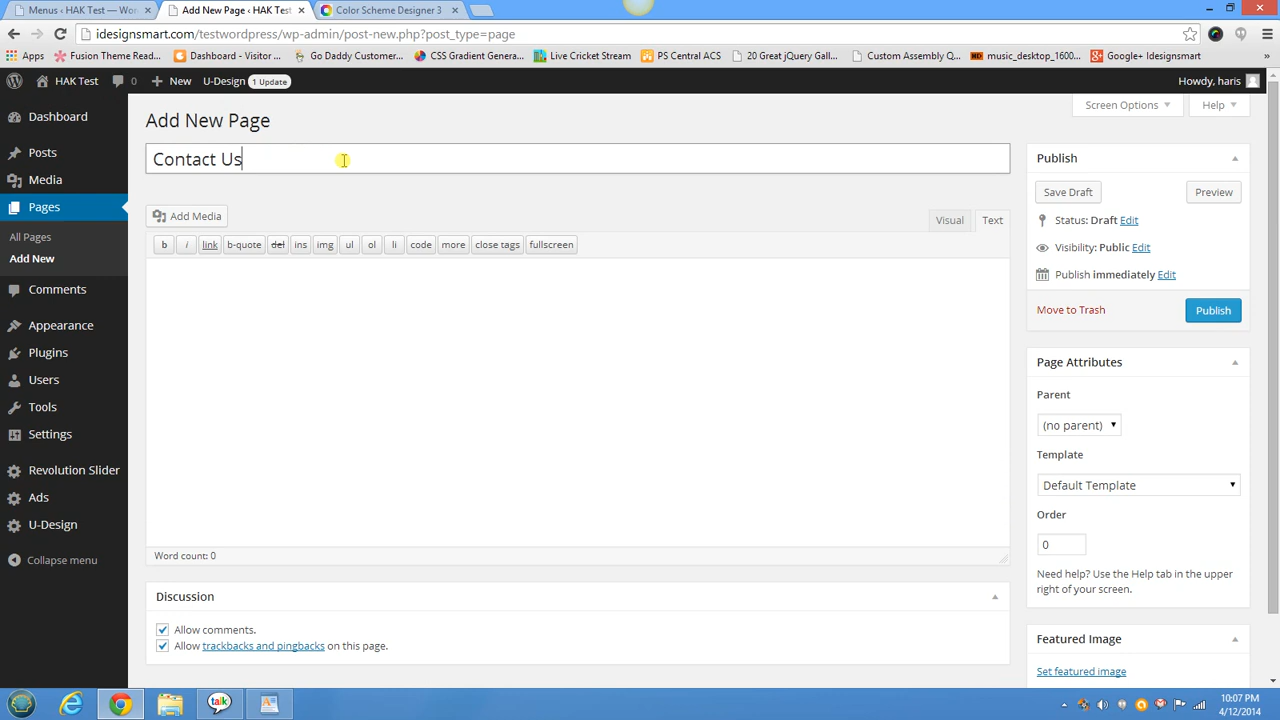 Menus ‹ HAK Test — Wor
Add New Page ‹ HAK Test
Color Scheme Designer 3
idesignsmart.com/testwordpress/wp-admin/post-new.php?post_type=page
Apps
Fusion Theme Read...
Dashboard - Visitor ...
Go Daddy Customer...
CSS Gradient Genera...
Live Cricket Stream
PS Central ACS
20 Great jQuery Gall...
Custom Assembly Q...
music_desktop_1600...
Google+ Idesignsmart
»
HAK Test
0
New
U-Design
1 Update
Howdy, haris
Dashboard
Posts
Media
Pages
All Pages
Add New
Comments
Appearance
Plugins
Users
Tools
Settings
Revolution Slider
Ads
U-Design
Collapse menu
Screen Options
Help
Add New Page
Contact Us
Add Media
Visual
Text
b
i
link
b-quote
del
ins
img
ul
ol
li
code
more
close tags
fullscreen
Word count: 0
Discussion
Allow comments.
Allow trackbacks and pingbacks on this page.
Publish
Save Draft
Preview
Status: Draft Edit
Visibility: Public Edit
Publish immediately Edit
Move to Trash
Publish
Page Attributes
Parent
(no parent)
Template
Default Template
Order
0
Need help? Use the Help tab in the upper
right of your screen.
Featured Image
Set featured image
talk
10:07 PM
4/12/2014